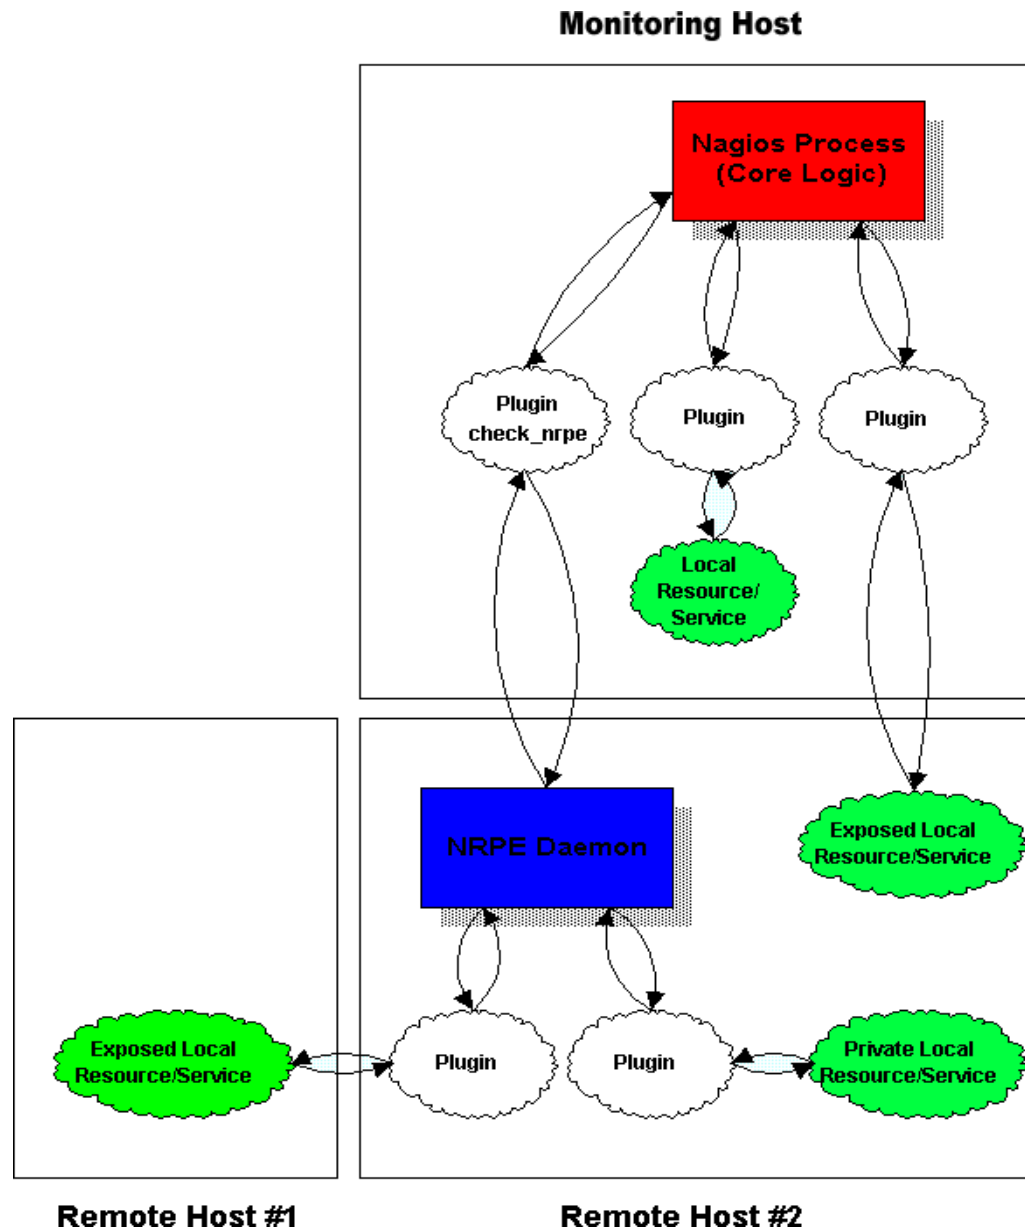 Monitoring Host
Nagios Process
(Core Logic)
Plugin
check_nrpe
Plugin
Plugin
Local
Resource/
Service
NRPE Daemon
Exposed Local
Resource/Service
Exposed Local
Resource/Service
Plugin
Plugin
Private Local
Resource/Service
Remote Host #1
Remote Host #2